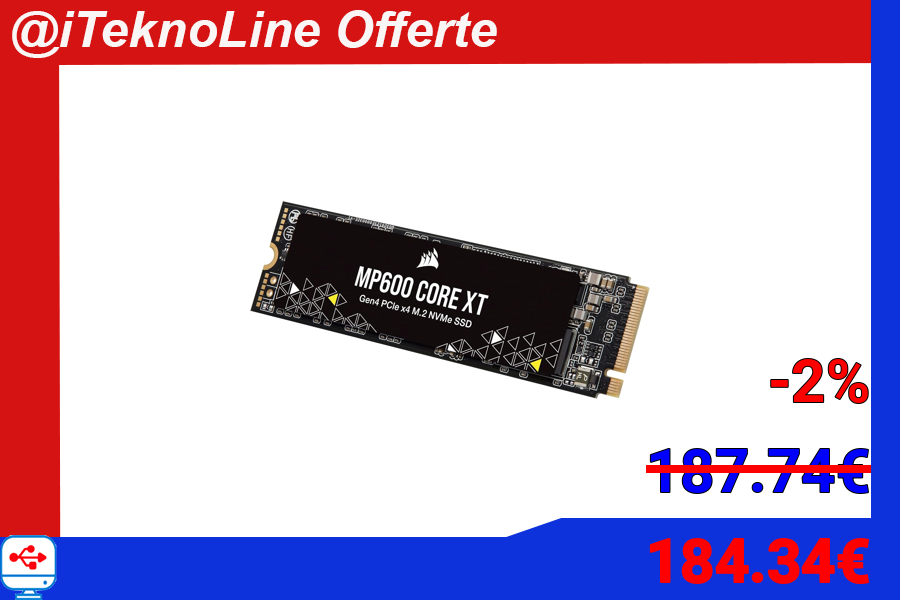 @iTeknoLine Offerte
MP600 CORE XT
Gen4 PCIe x4 M.2 NVMe SSD
-2%
187.74€
184.34€